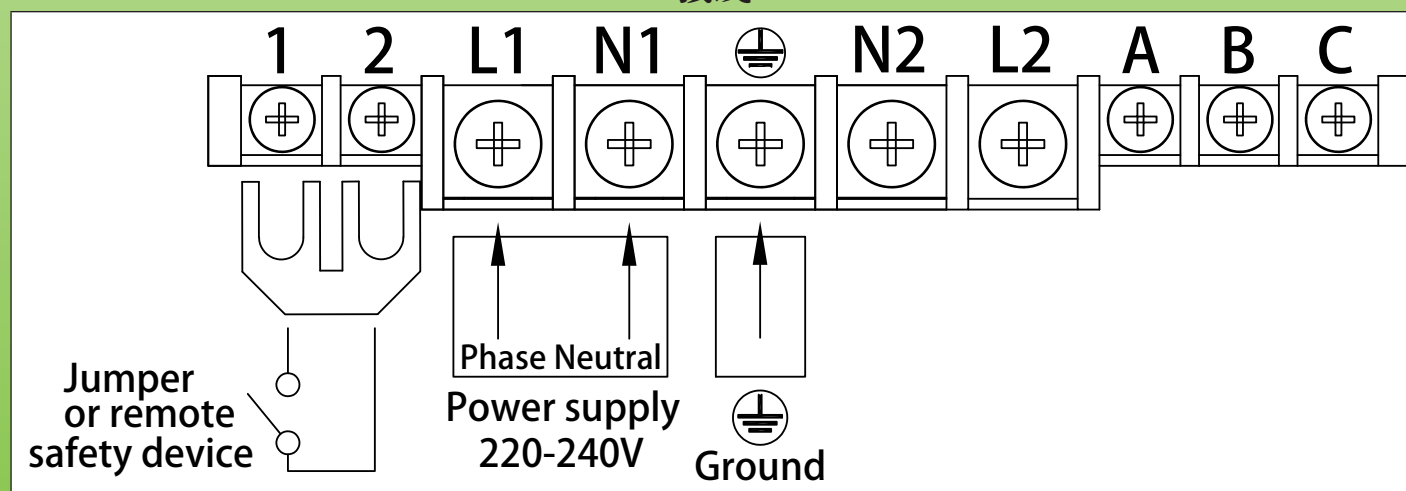 1 2 L1 N1 N2 L2 A B C
Phase Neutral
Jumper
or remote
safety device
Power supply
220-240V
Ground